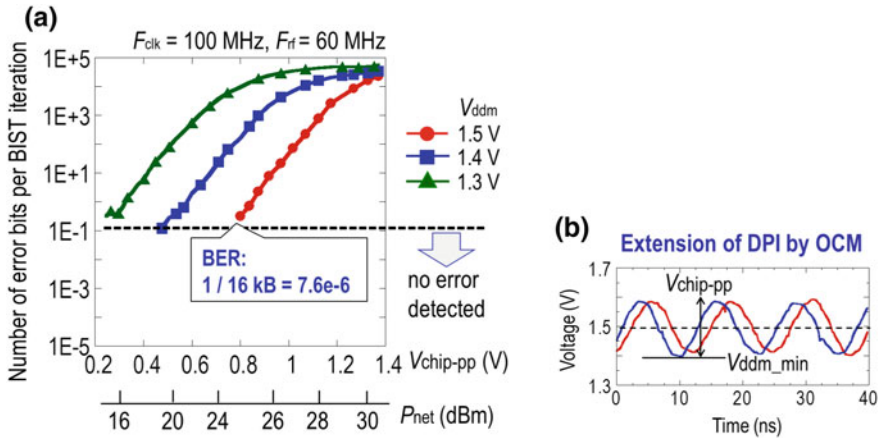 (a)
Fclk = 100 MHz, Frf = 60 MHz
Number of error bits per BIST iteration
1E+5
1E+3
1E+1
1E-1
1E-3
1E-5
0.2 0.4 0.6 0.8 1 1.2 1.4
Vchip-pp (V)
16 20 24 26 28 30
Pnet (dBm)
BER:
1 / 16 kB = 7.6e-6
Vddm
1.5 V
1.4 V
1.3 V
no error
detected
(b)
Extension of DPI by OCM
Voltage (V)
1.7
1.5
1.3
Vchip-pp
Vddm_min
0 10 20 30 40
Time (ns)